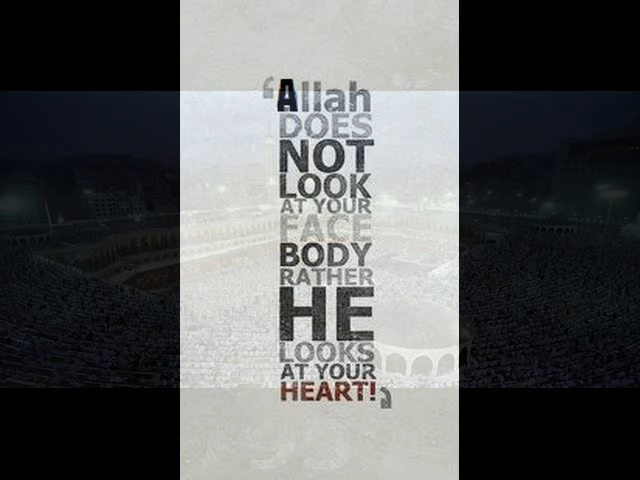 ‘Allah
DOES
NOT
LOOK
AT YOUR
FACE
BODY
RATHER
HE
LOOKS
AT YOUR
HEART!’